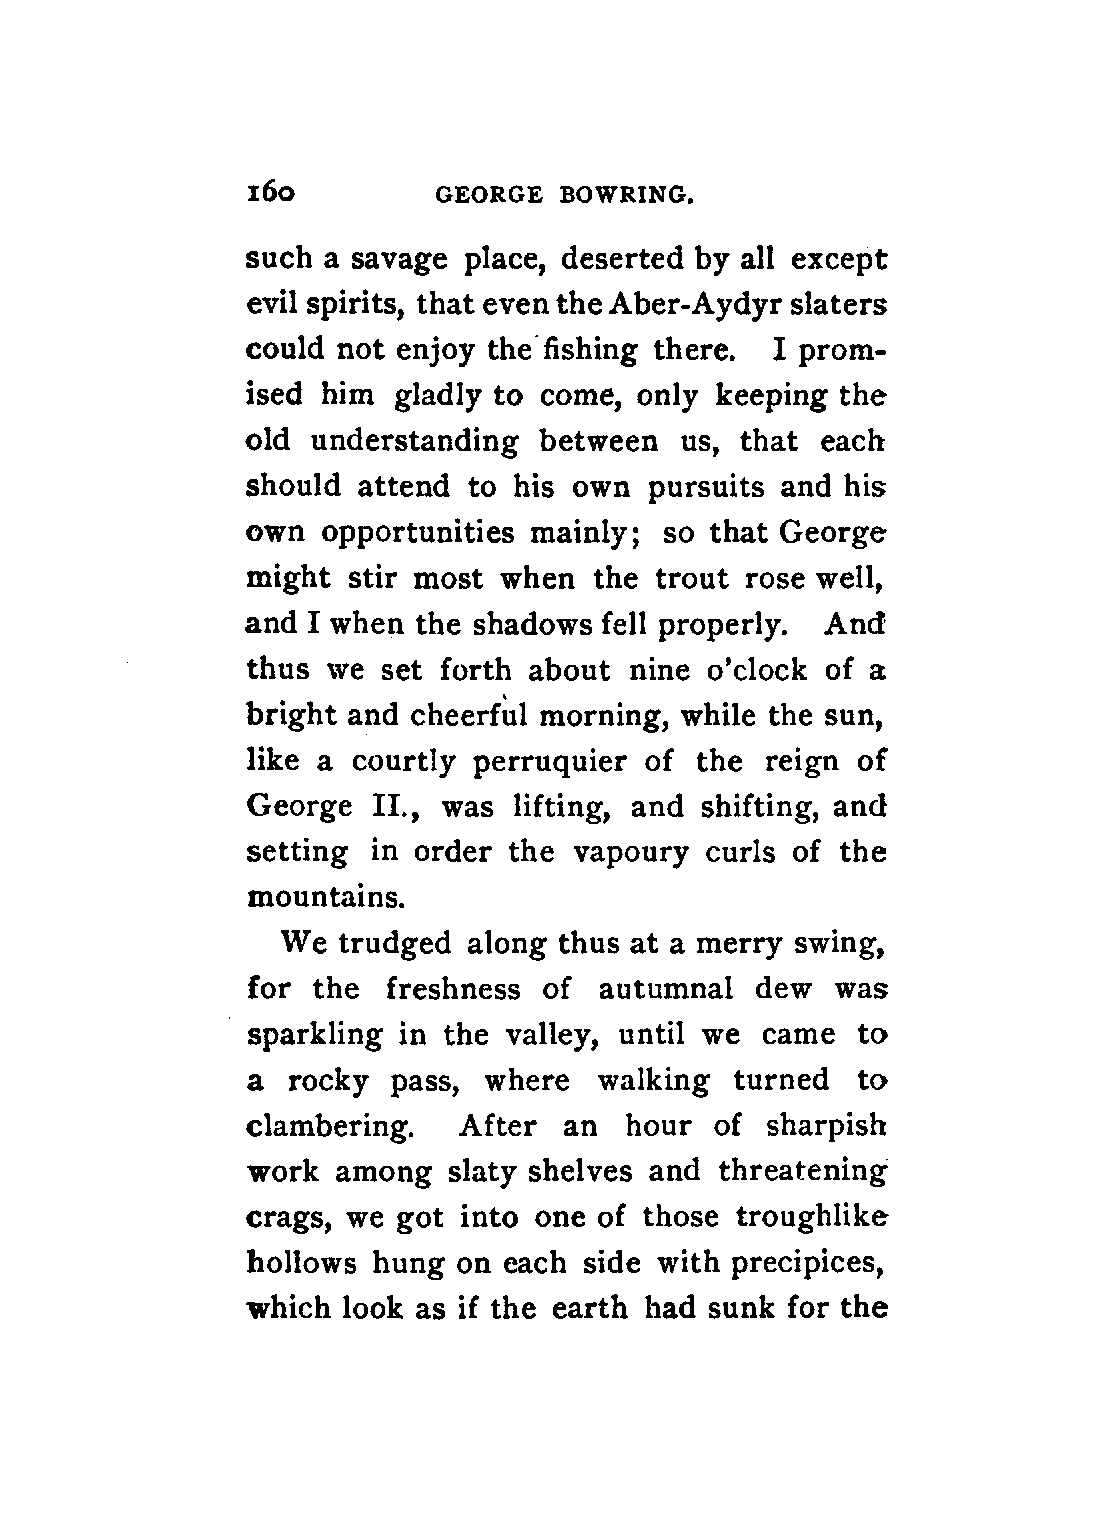 160 GEORGE BOWRING.
such a savage place, deserted by all except
evil spirits, that even the Aber-Aydyr slaters
could not enjoy the fishing there. I prom-
ised him gladly to come, only keeping the
old understanding between us, that each
should attend to his own pursuits and his
own opportunities mainly; so that George
might stir most when the trout rose well,
and I when the shadows fell properly. And
thus we set forth about nine o'clock of a
bright and cheerful morning, while the sun,
like a courtly perruquier of the reign of
George II., was lifting, and shifting, and
setting in order the vapoury curls of the
mountains.
We trudged along thus at a merry swing,
for the freshness of autumnal dew was
sparkling in the valley, until we came to
a rocky pass, where walking turned to
clambering. After an hour of sharpish
work among slaty shelves and threatening
crags, we got into one of those troughlike
hollows hung on each side with precipices,
which look as if the earth had sunk for the